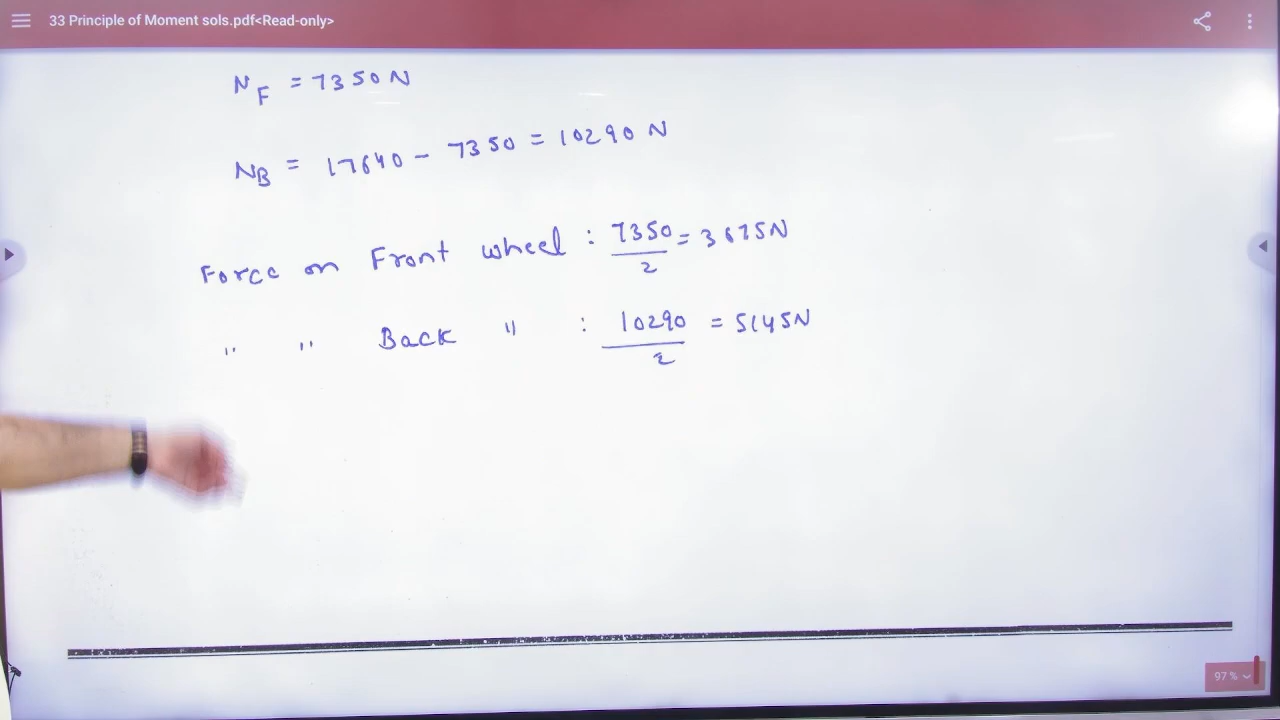 33 Principle of Moment sols.pdf<Read-only>
N_F = 7350 N
N_B = 17640 - 7350 = 10290 N
Force on Front wheel : 7350/2 = 3675N
" " Back " : 10290/2 = 5145N
97%